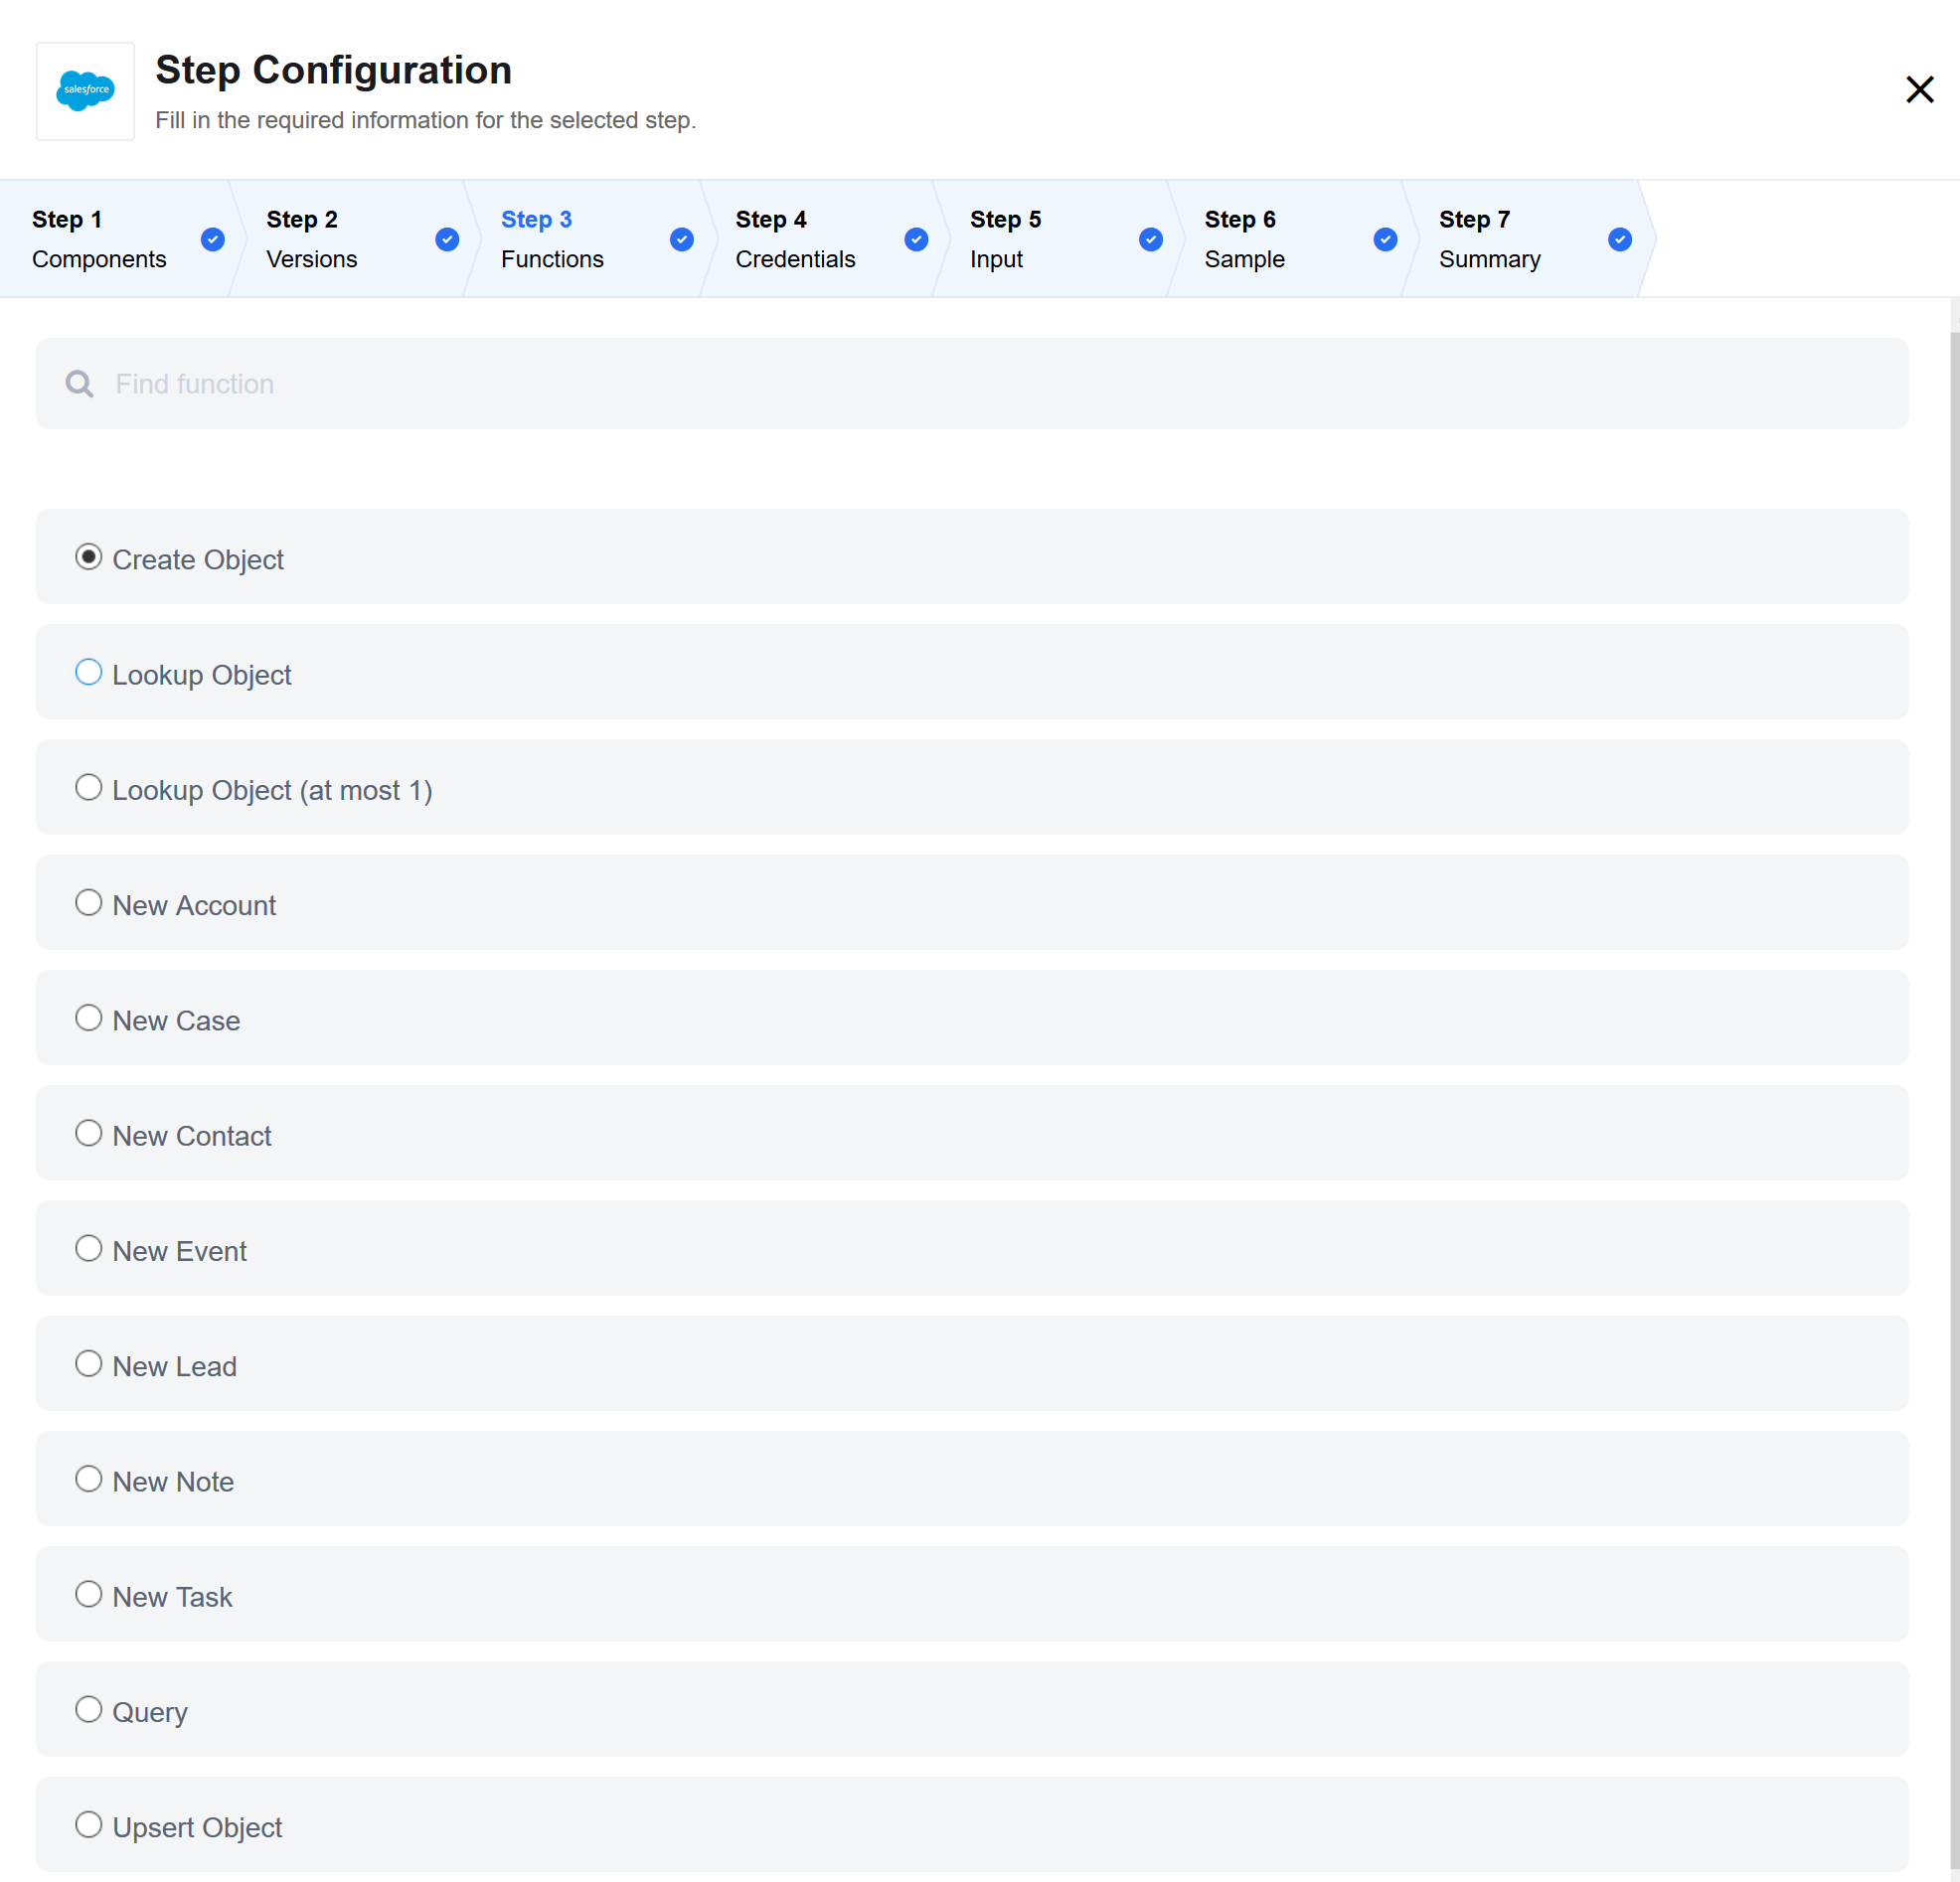 salesforce
Step Configuration
Fill in the required information for the selected step.
Step 1
Components
Step 2
Versions
Step 3
Functions
Step 4
Credentials
Step 5
Input
Step 6
Sample
Step 7
Summary
Find function
Create Object
Lookup Object
Lookup Object (at most 1)
New Account
New Case
New Contact
New Event
New Lead
New Note
New Task
Query
Upsert Object